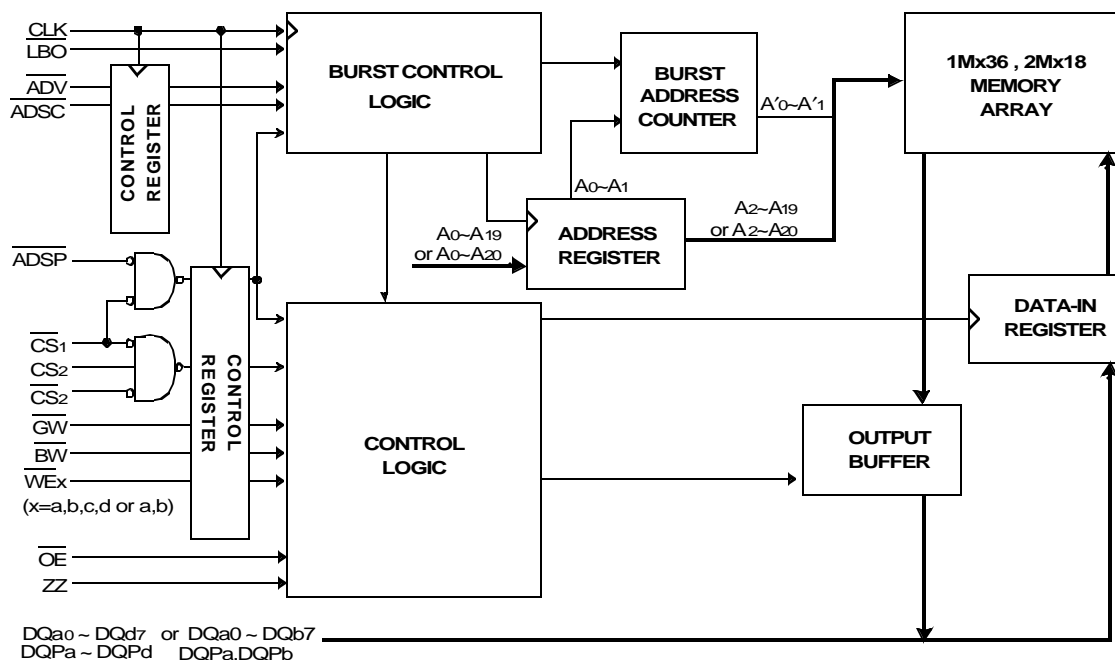 CLK
LBO
ADV
ADSC
CONTROL
REGISTER
BURST CONTROL
LOGIC
BURST
ADDRESS
COUNTER
A′0~A′1
1Mx36 , 2Mx18
MEMORY
ARRAY
A0~A1
A0~A19
or A0~A20
ADDRESS
REGISTER
A2~A19
or A2~A20
ADSP
CS1
CS2
CS2
GW
BW
WEx
(x=a,b,c,d or a,b)
CONTROL
REGISTER
CONTROL
LOGIC
DATA-IN
REGISTER
OUTPUT
BUFFER
OE
ZZ
DQa0 ~ DQd7 or DQa0 ~ DQb7
DQPa ~ DQPd DQPa,DQPb